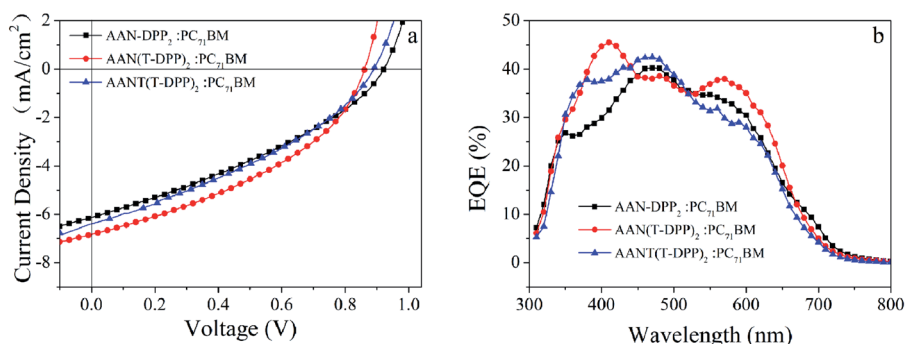 a
AAN-DPP₂ :PC₇₁BM
AAN(T-DPP)₂ :PC₇₁BM
AANT(T-DPP)₂ :PC₇₁BM
Current Density (mA/cm²)
2
0
-2
-4
-6
-8
0.0 0.2 0.4 0.6 0.8 1.0
Voltage (V)
b
EQE (%)
50
40
30
20
10
0
AAN-DPP₂ :PC₇₁BM
AAN(T-DPP)₂ :PC₇₁BM
AANT(T-DPP)₂ :PC₇₁BM
300 400 500 600 700 800
Wavelength (nm)